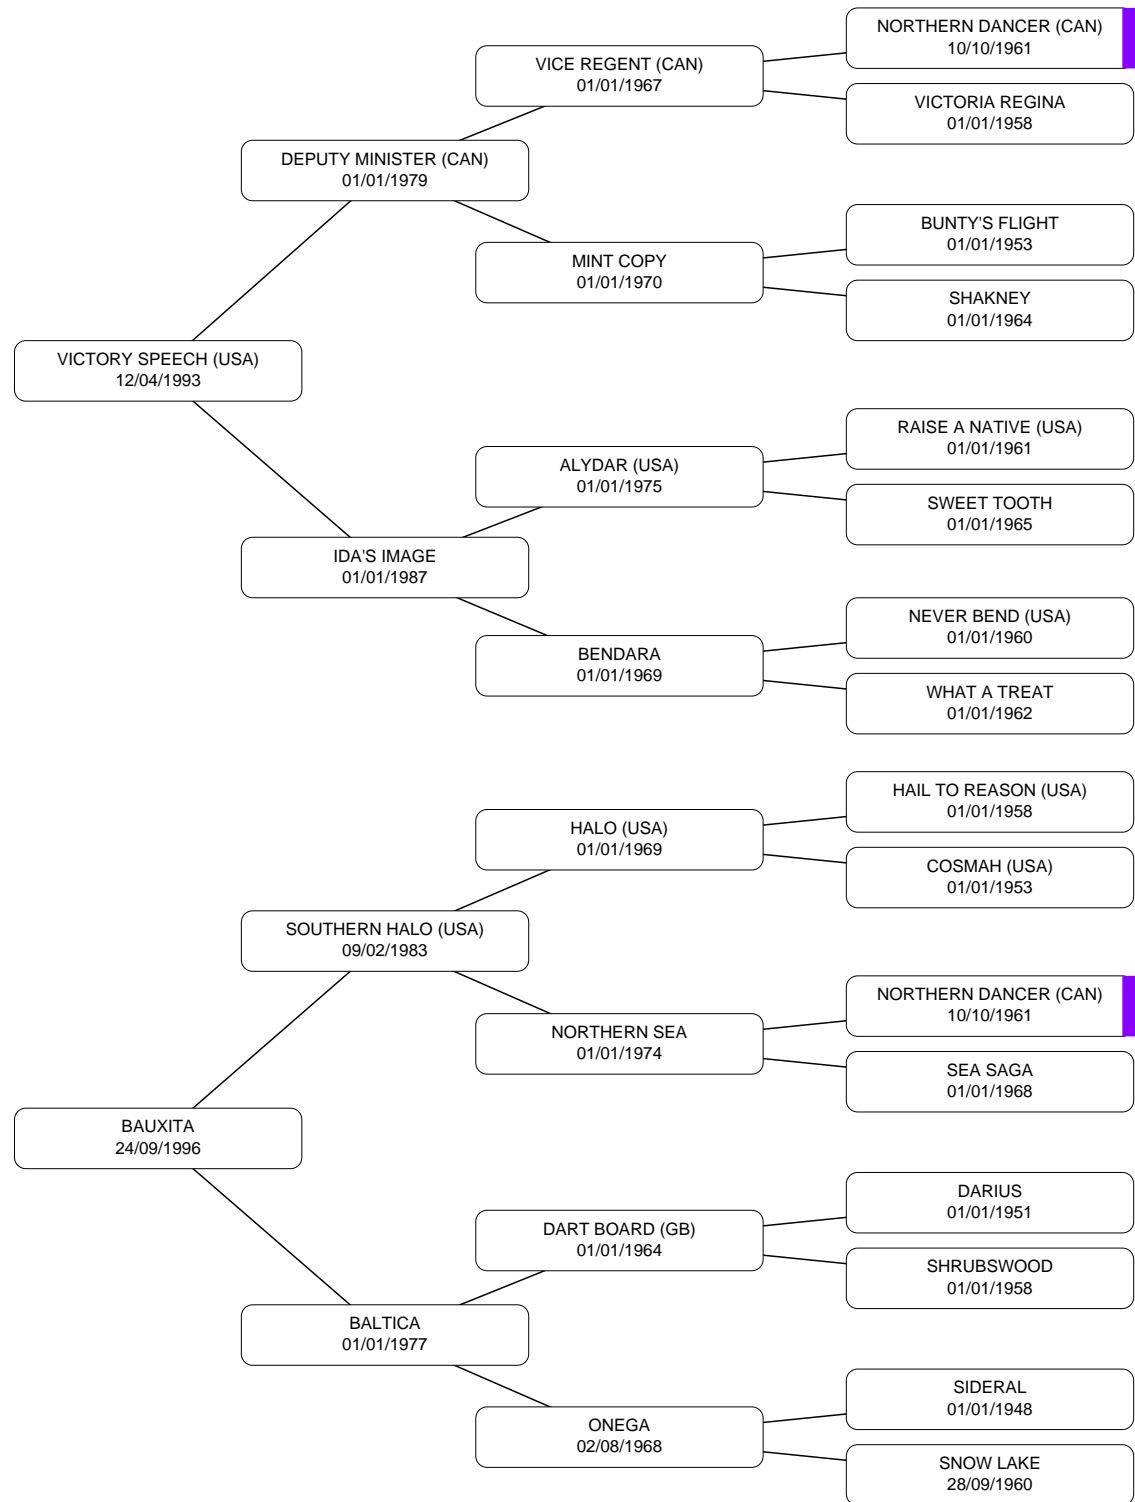 NORTHERN DANCER (CAN)
10/10/1961
VICE REGENT (CAN)
01/01/1967
VICTORIA REGINA
01/01/1958
DEPUTY MINISTER (CAN)
01/01/1979
BUNTY'S FLIGHT
01/01/1953
MINT COPY
01/01/1970
SHAKNEY
01/01/1964
VICTORY SPEECH (USA)
12/04/1993
RAISE A NATIVE (USA)
01/01/1961
ALYDAR (USA)
01/01/1975
SWEET TOOTH
01/01/1965
IDA'S IMAGE
01/01/1987
NEVER BEND (USA)
01/01/1960
BENDARA
01/01/1969
WHAT A TREAT
01/01/1962
HAIL TO REASON (USA)
01/01/1958
HALO (USA)
01/01/1969
COSMAH (USA)
01/01/1953
SOUTHERN HALO (USA)
09/02/1983
NORTHERN DANCER (CAN)
10/10/1961
NORTHERN SEA
01/01/1974
SEA SAGA
01/01/1968
BAUXITA
24/09/1996
DARIUS
01/01/1951
DART BOARD (GB)
01/01/1964
SHRUBSWOOD
01/01/1958
BALTICA
01/01/1977
SIDERAL
01/01/1948
ONEGA
02/08/1968
SNOW LAKE
28/09/1960